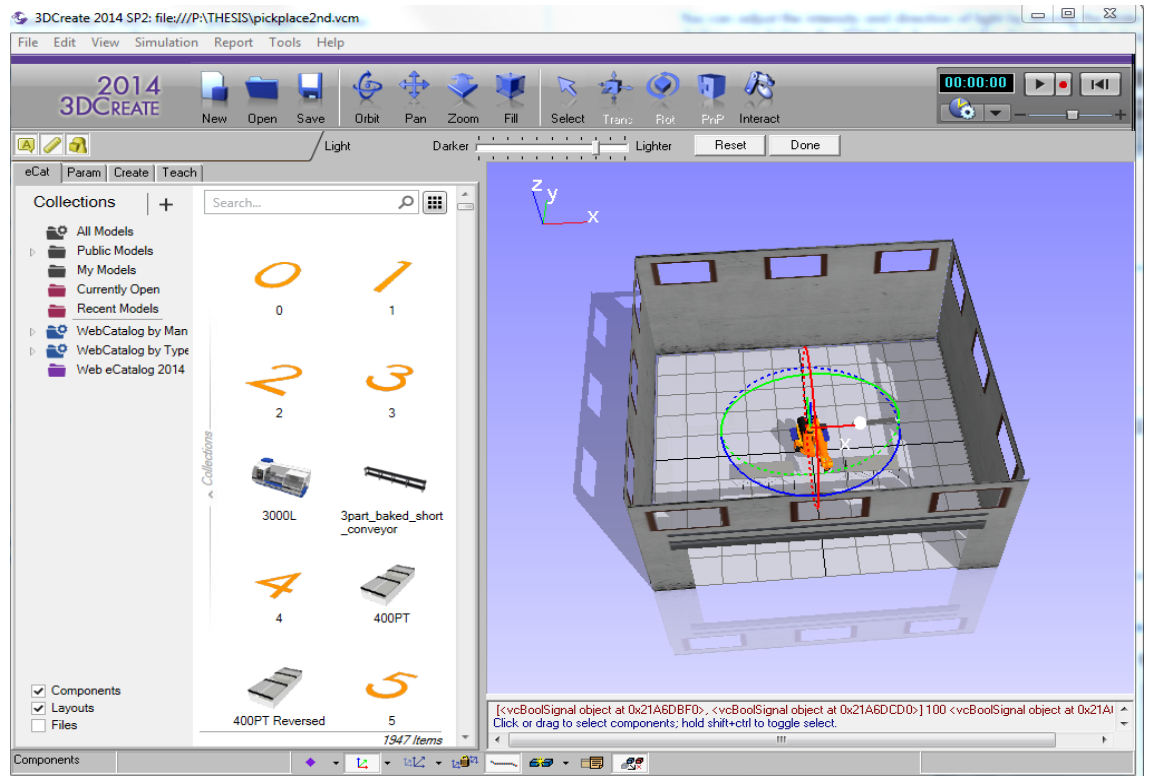 3DCreate 2014 SP2: file:///P:\THESIS\pickplace2nd.vcm
File Edit View Simulation Report Tools Help
2014
3DCREATE
New Open Save Orbit Pan Zoom Fill Select Trans Rot PnP Interact
00:00:00
Light Darker Lighter Reset Done
eCat Param Create Teach
Collections
Search...
All Models
Public Models
My Models
Currently Open
Recent Models
WebCatalog by Man
WebCatalog by Type
Web eCatalog 2014
Collections
0 1
2 3
3000L 3part_baked_short
_conveyor
4 400PT
400PT Reversed 5
1947 Items
Components
Layouts
Files
z
y
x
X
[<vcBoolSignal object at 0x21A6DBF0>, <vcBoolSignal object at 0x21A6DCD0>] 100 <vcBoolSignal object at 0x21A
Click or drag to select components; hold shift+ctrl to toggle select.
Components